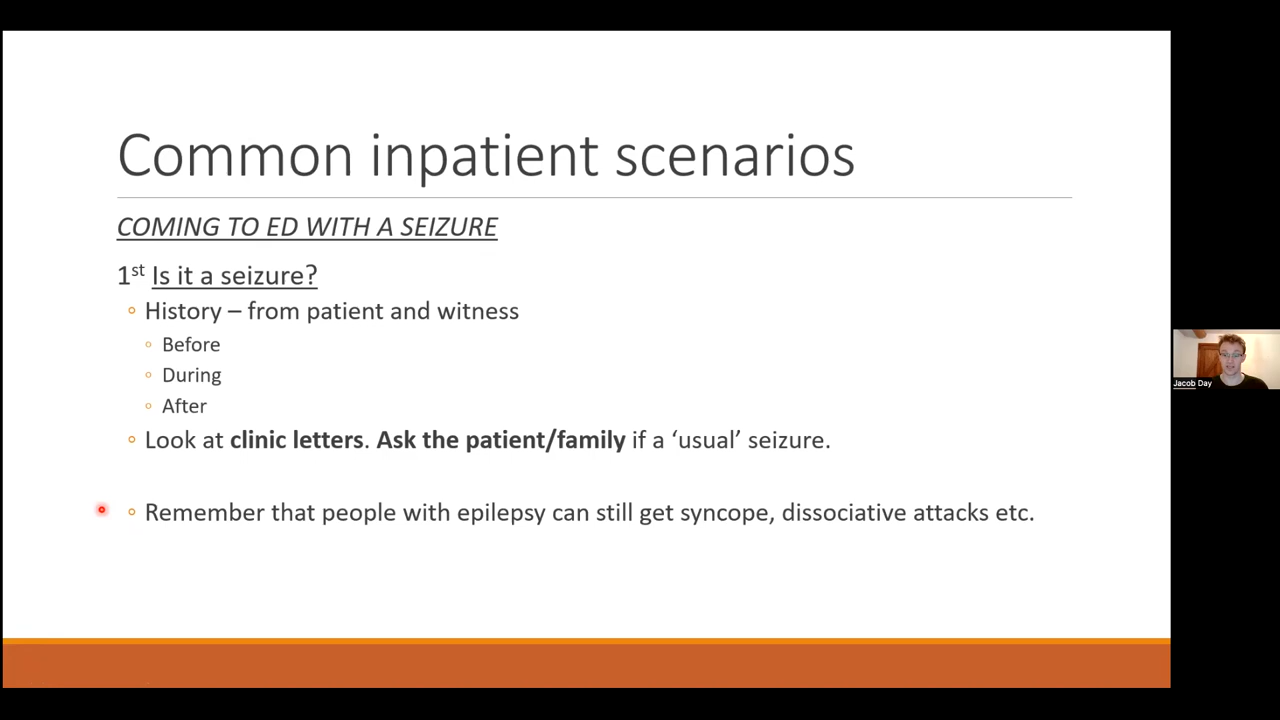 Common inpatient scenarios
COMING TO ED WITH A SEIZURE
1st Is it a seizure?
History – from patient and witness
Before
During
After
Look at clinic letters. Ask the patient/family if a ‘usual’ seizure.
Remember that people with epilepsy can still get syncope, dissociative attacks etc.
Jacob Day